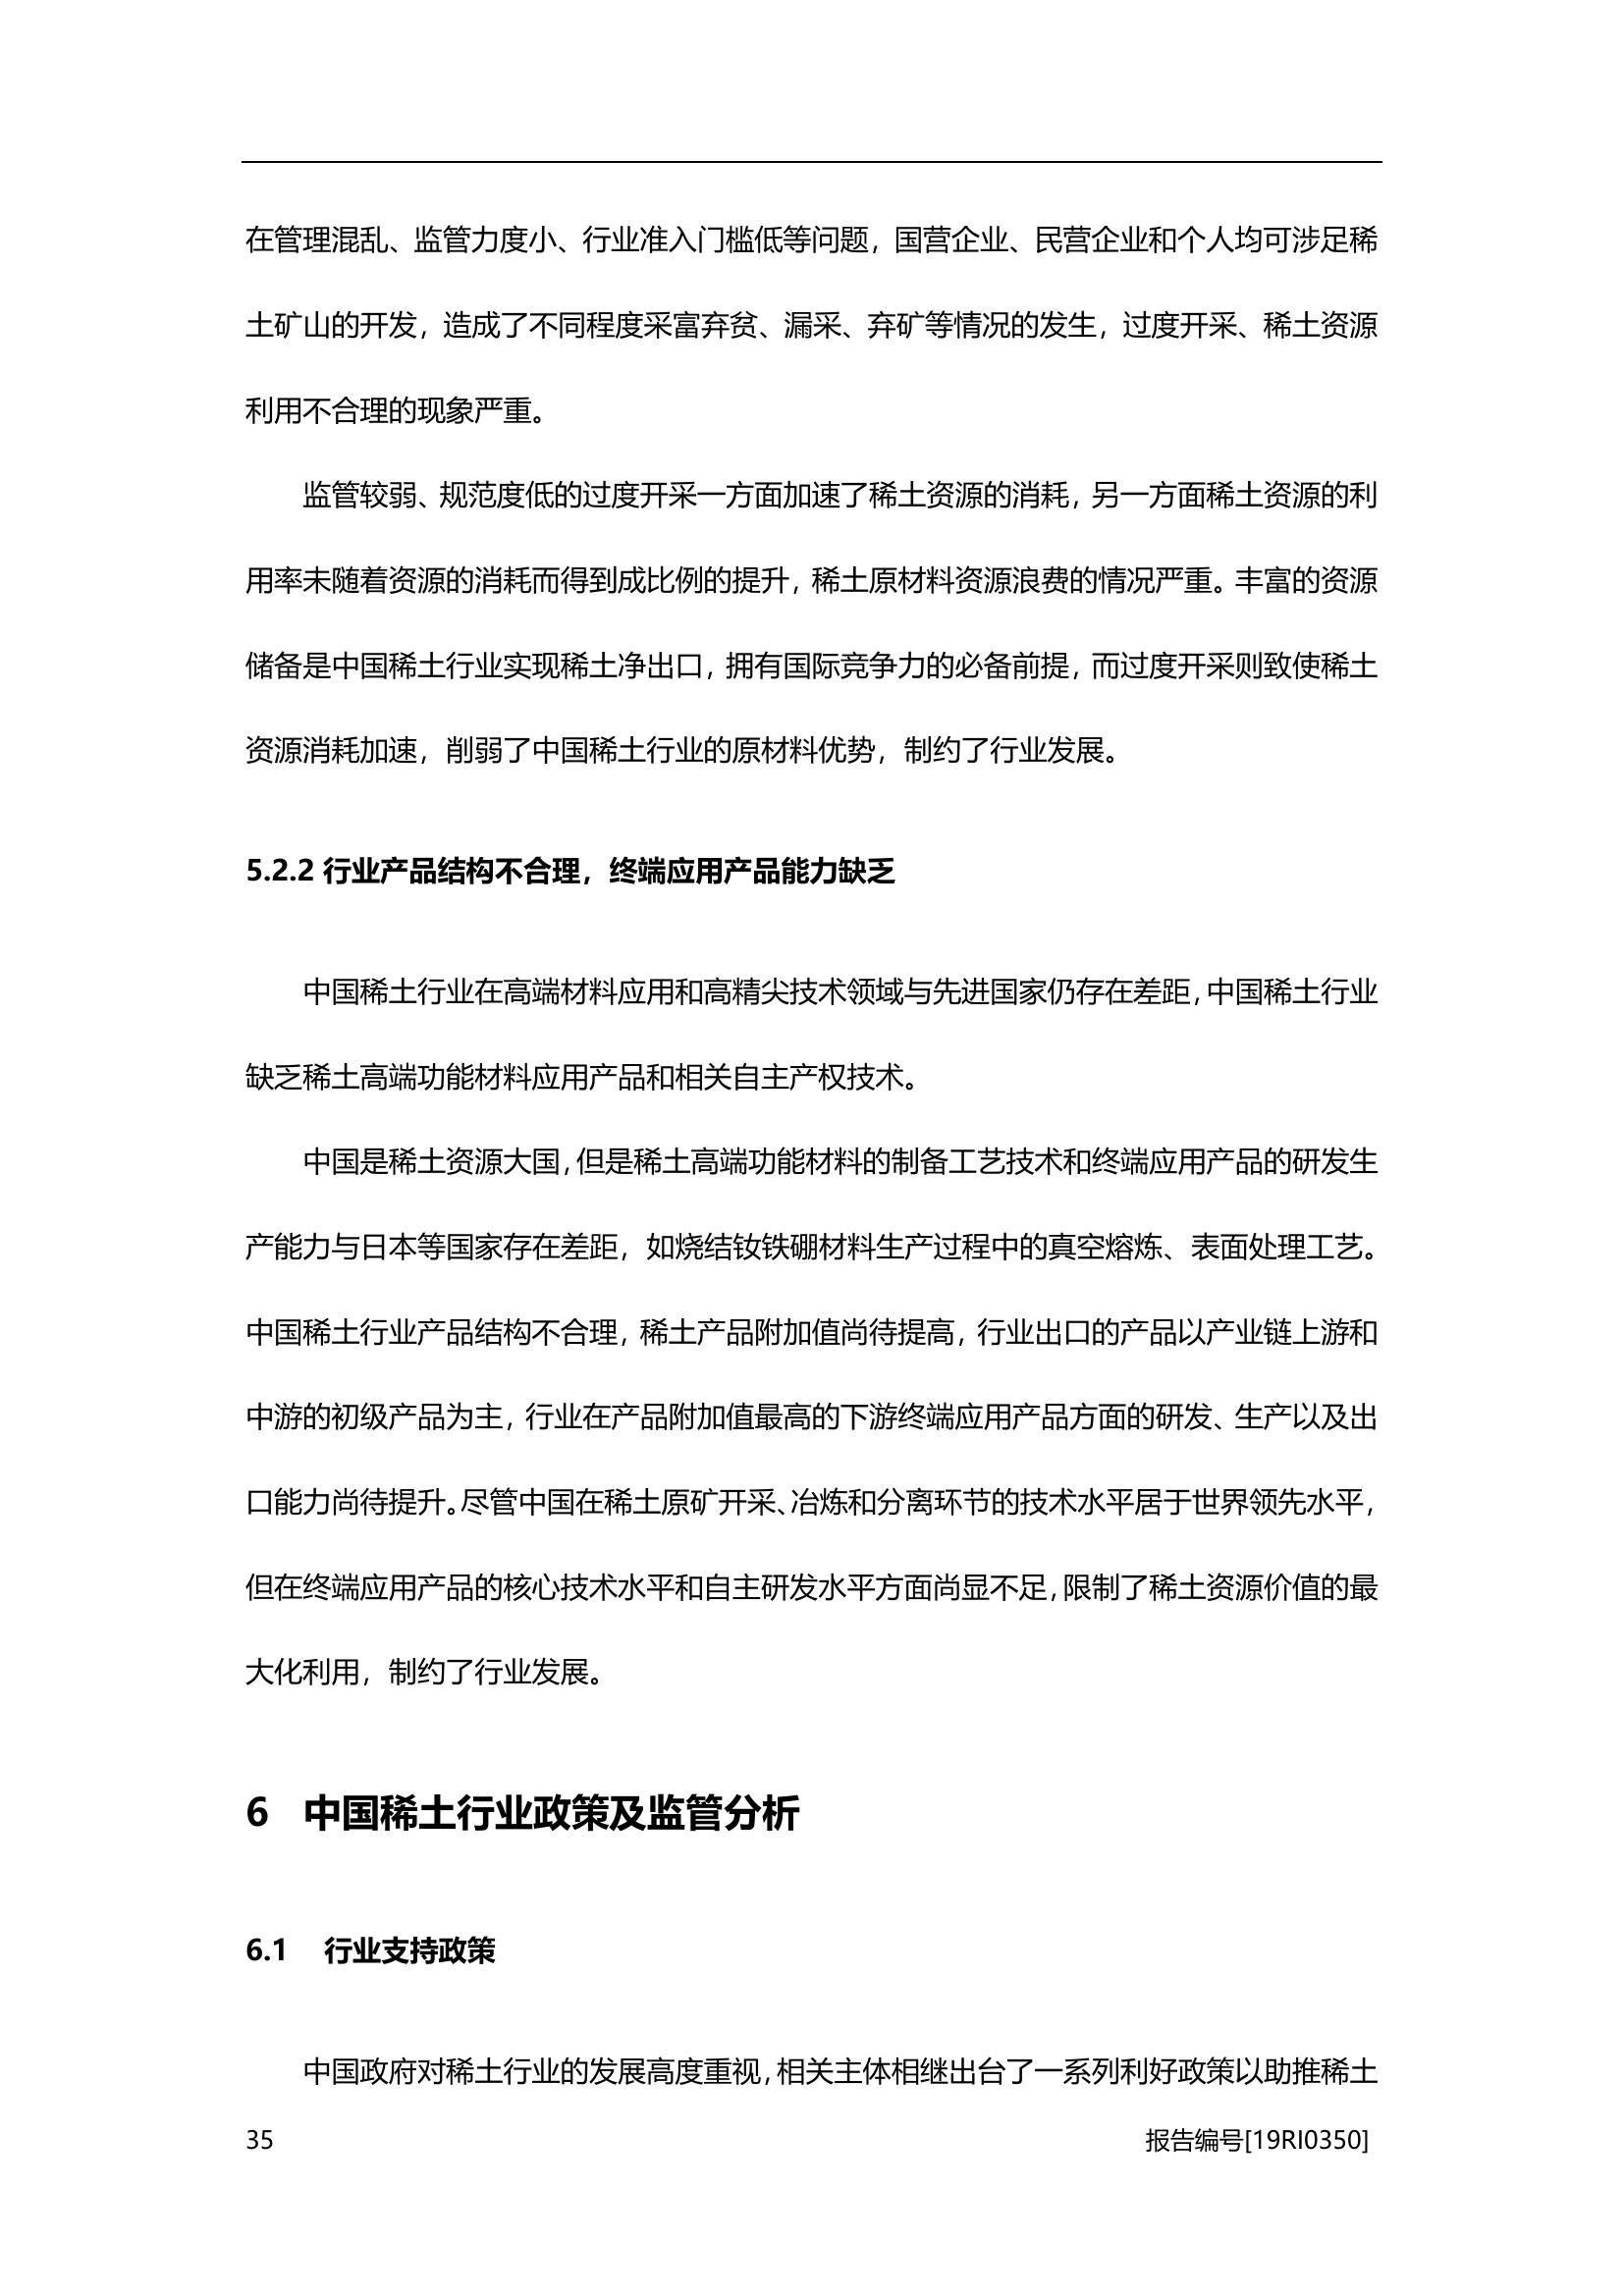 在管理混乱、监管力度小、行业准入门槛低等问题，国营企业、民营企业和个人均可涉足稀
土矿山的开发，造成了不同程度采富弃贫、漏采、弃矿等情况的发生，过度开采、稀土资源
利用不合理的现象严重。
监管较弱、规范度低的过度开采一方面加速了稀土资源的消耗，另一方面稀土资源的利
用率未随着资源的消耗而得到成比例的提升，稀土原材料资源浪费的情况严重。丰富的资源
储备是中国稀土行业实现稀土净出口，拥有国际竞争力的必备前提，而过度开采则致使稀土
资源消耗加速，削弱了中国稀土行业的原材料优势，制约了行业发展。
5.2.2 行业产品结构不合理，终端应用产品能力缺乏
中国稀土行业在高端材料应用和高精尖技术领域与先进国家仍存在差距，中国稀土行业
缺乏稀土高端功能材料应用产品和相关自主产权技术。
中国是稀土资源大国，但是稀土高端功能材料的制备工艺技术和终端应用产品的研发生
产能力与日本等国家存在差距，如烧结钕铁硼材料生产过程中的真空熔炼、表面处理工艺。
中国稀土行业产品结构不合理，稀土产品附加值尚待提高，行业出口的产品以产业链上游和
中游的初级产品为主，行业在产品附加值最高的下游终端应用产品方面的研发、生产以及出
口能力尚待提升。尽管中国在稀土原矿开采、冶炼和分离环节的技术水平居于世界领先水平，
但在终端应用产品的核心技术水平和自主研发水平方面尚显不足，限制了稀土资源价值的最
大化利用，制约了行业发展。
6 中国稀土行业政策及监管分析
6.1 行业支持政策
中国政府对稀土行业的发展高度重视，相关主体相继出台了一系列利好政策以助推稀土
35 报告编号[19RI0350]